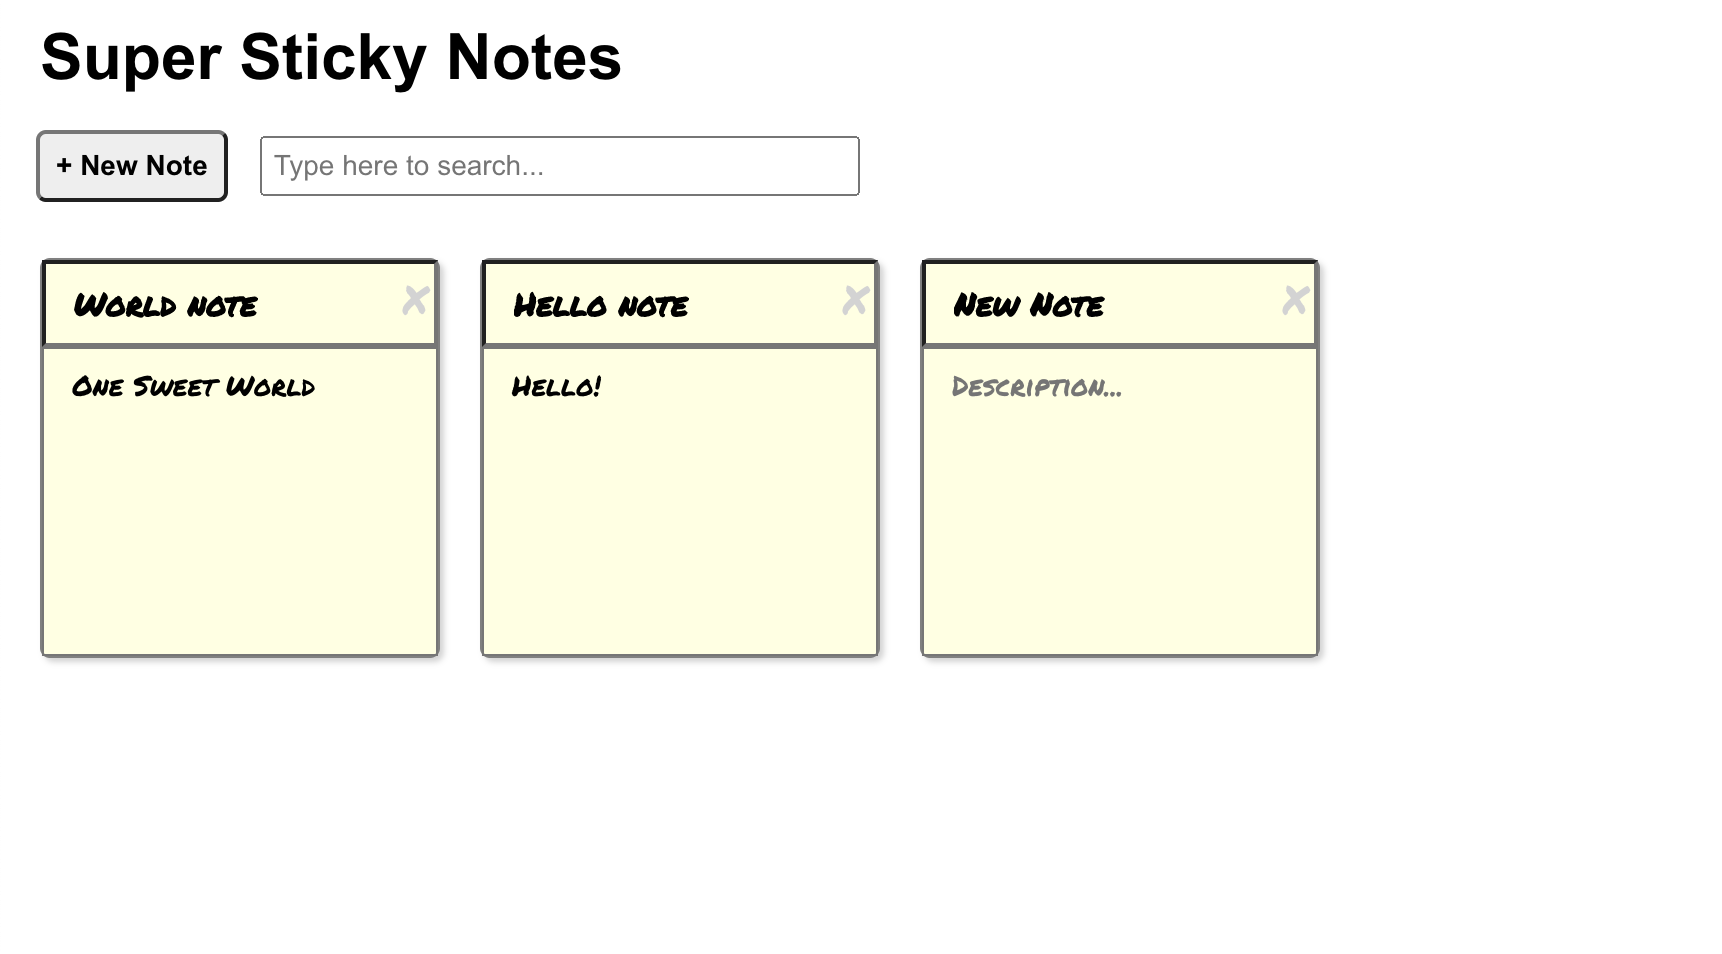 Super Sticky Notes
+ New Note
Type here to search...
World note
Hello note
New Note
One Sweet World
Hello!
Description...